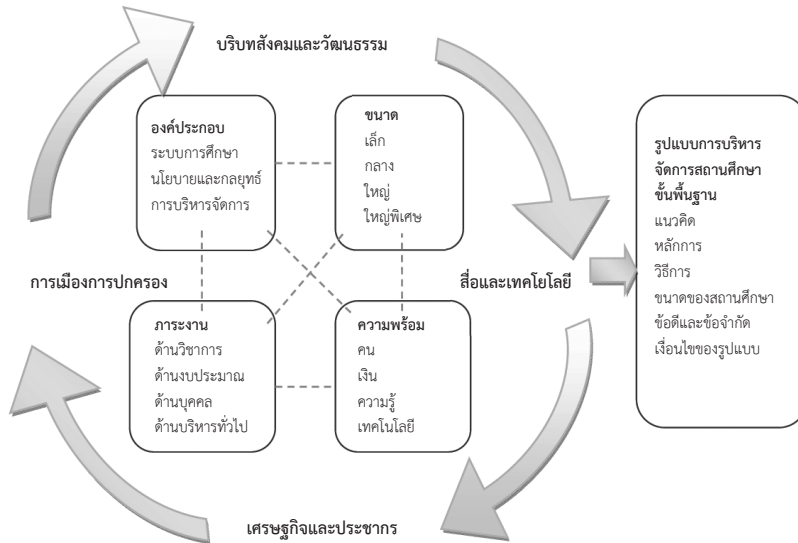 บริบทสังคมและวัฒนธรรม
องค์ประกอบ
ระบบการศึกษา
นโยบายและกลยุทธ์
การบริหารจัดการ
ขนาด
เล็ก
กลาง
ใหญ่
ใหญ่พิเศษ
การเมืองการปกครอง
สื่อและเทคโยโลยี
ภาระงาน
ด้านวิชาการ
ด้านงบประมาณ
ด้านบุคคล
ด้านบริหารทั่วไป
ความพร้อม
คน
เงิน
ความรู้
เทคโนโลยี
เศรษฐกิจและประชากร
รูปแบบการบริหาร
จัดการสถานศึกษา
ขั้นพื้นฐาน
แนวคิด
หลักการ
วิธีการ
ขนาดของสถานศึกษา
ข้อดีและข้อจำกัด
เงื่อนไขของรูปแบบ